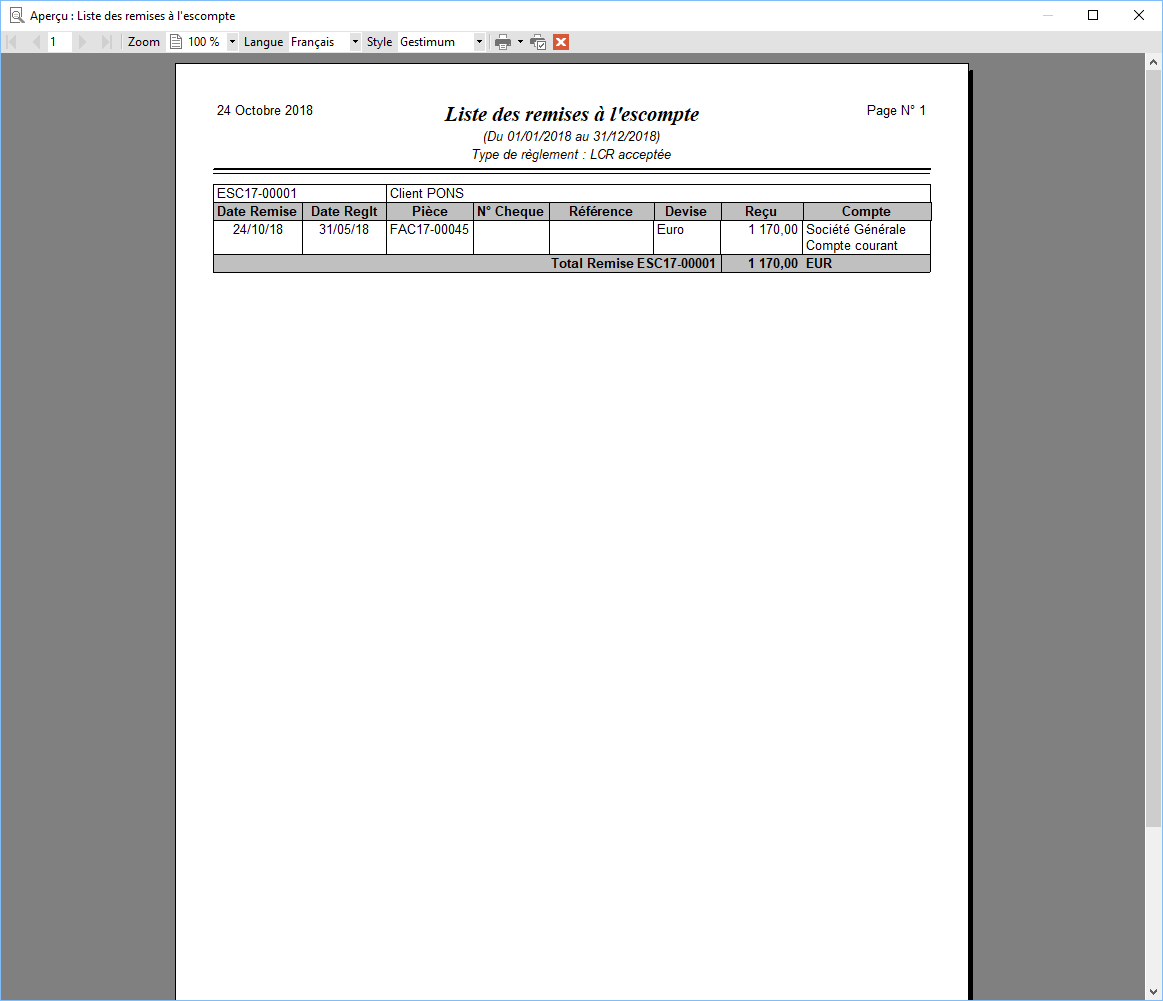 Aperçu : Liste des remises à l'escompte
1 Zoom 100 % Langue Français Style Gestimum
24 Octobre 2018 Liste des remises à l'escompte Page N° 1
(Du 01/01/2018 au 31/12/2018)
Type de règlement : LCR acceptée
ESC17-00001 Client PONS
Date Remise Date Reglt Pièce N° Cheque Référence Devise Reçu Compte
24/10/18 31/05/18 FAC17-00045 Euro 1 170,00 Société Générale
Compte courant
Total Remise ESC17-00001 1 170,00 EUR